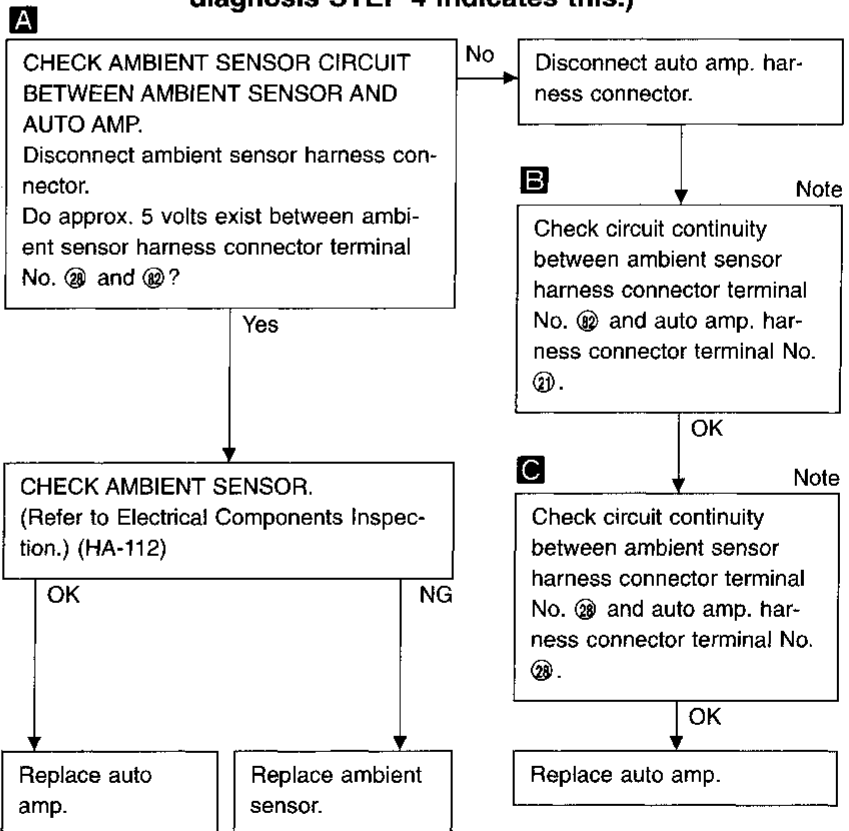 diagnosis STEP 4 indicates this.)
A
CHECK AMBIENT SENSOR CIRCUIT
BETWEEN AMBIENT SENSOR AND
AUTO AMP.
Disconnect ambient sensor harness con-
nector.
Do approx. 5 volts exist between ambi-
ent sensor harness connector terminal
No. ㉘ and 82?
No
Disconnect auto amp. har-
ness connector.
B
Note
Check circuit continuity
between ambient sensor
harness connector terminal
No. 82 and auto amp. har-
ness connector terminal No.
㉑.
Yes
OK
CHECK AMBIENT SENSOR.
(Refer to Electrical Components Inspec-
tion.) (HA-112)
C
Note
Check circuit continuity
between ambient sensor
harness connector terminal
No. ㉘ and auto amp. har-
ness connector terminal No.
㉘.
OK
NG
OK
Replace auto
amp.
Replace ambient
sensor.
Replace auto amp.